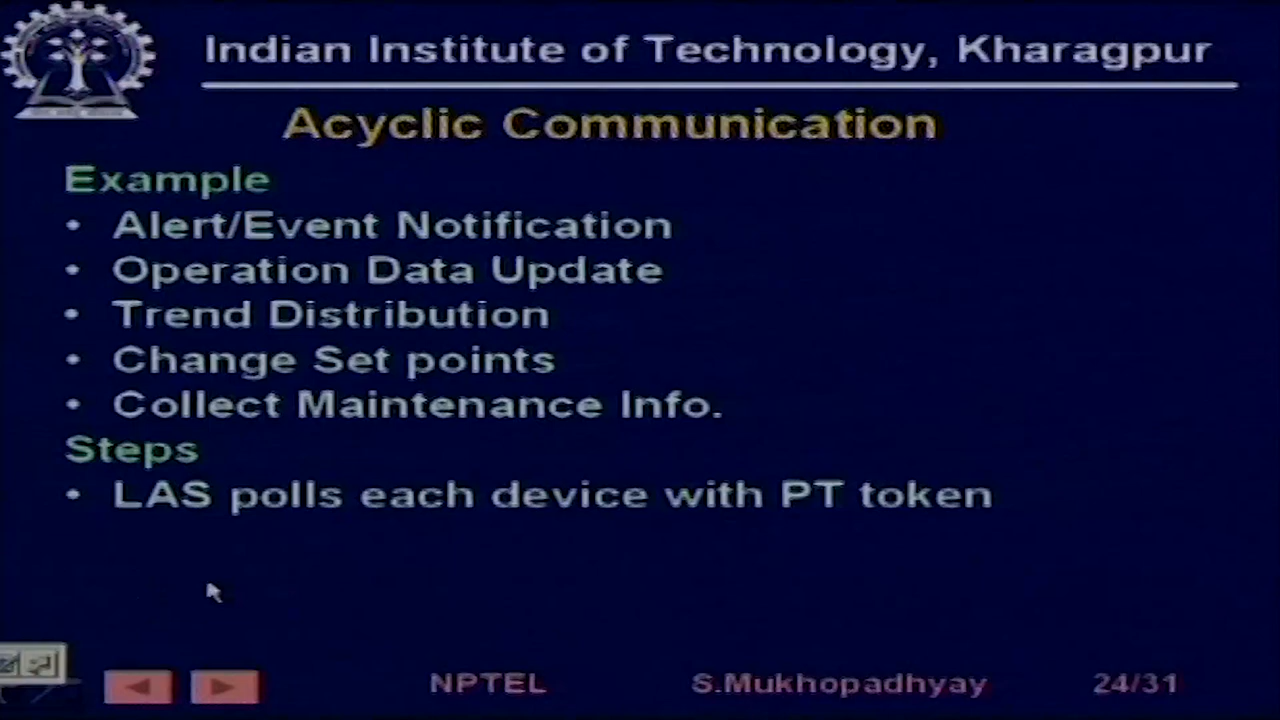 Indian Institute of Technology, Kharagpur
Acyclic Communication
Example
• Alert/Event Notification
• Operation Data Update
• Trend Distribution
• Change Set points
• Collect Maintenance Info.
Steps
• LAS polls each device with PT token
NPTEL S.Mukhopadhyay 24/31